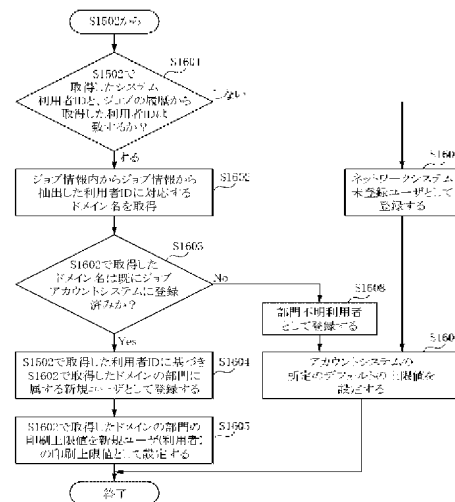 S1502から
S1601
S1502で
取得したシステム
利用者IDと、ジョブの履歴から
取得した利用者IDは
致するか?
ない
する
S1602
ジョブ情報内からジョブ情報から
抽出した利用者IDに対応する
ドメイン名を取得
S160
ネットワークシステム
未登録ユーザとして
登録する
S1603
S1602で取得した
ドメイン名は既にジョブ
アカウントシステムに登録
済みか?
No
Yes
S1608
部門不明利用者
として登録する
S160
アカウントシステムの
所定のデフォルトの上限値を
設定する
S1604
S1502で取得した利用者IDに基づき
S1602で取得したドメインの部門に
属する新規ユーザとして登録する
S1605
S1602で取得したドメインの部門の
印刷上限値を新規ユーザ(利用者)
の印刷上限値として設定する
終了